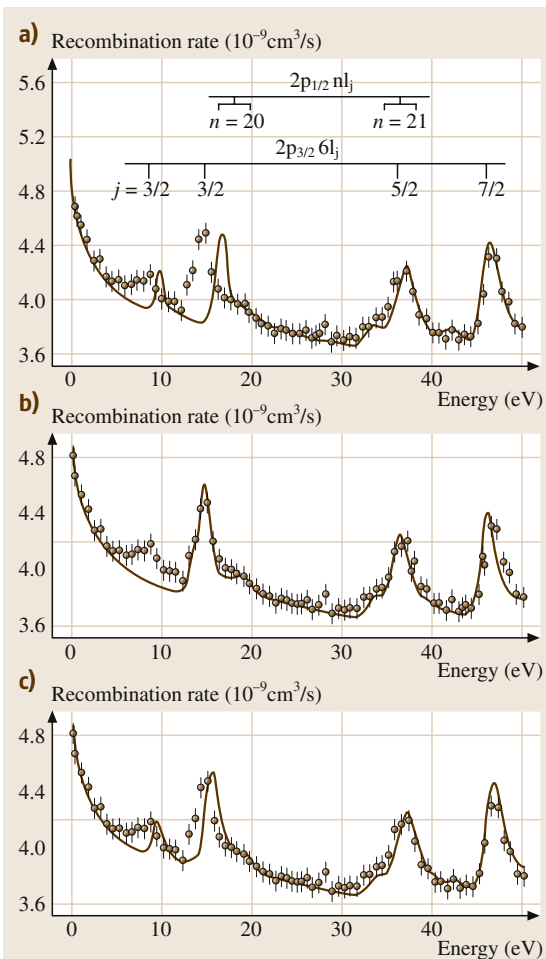 a)
Recombination rate (10⁻⁹cm³/s)
5.6
5.2
4.8
4.4
4.0
3.6
2p₁/₂ nlⱼ
n = 20 n = 21
2p₃/₂ 6lⱼ
j = 3/2 3/2 5/2 7/2
0 10 20 30 40
Energy (eV)
b)
Recombination rate (10⁻⁹cm³/s)
4.8
4.4
4.0
3.6
0 10 20 30 40
Energy (eV)
c)
Recombination rate (10⁻⁹cm³/s)
4.8
4.4
4.0
3.6
0 10 20 30 40
Energy (eV)